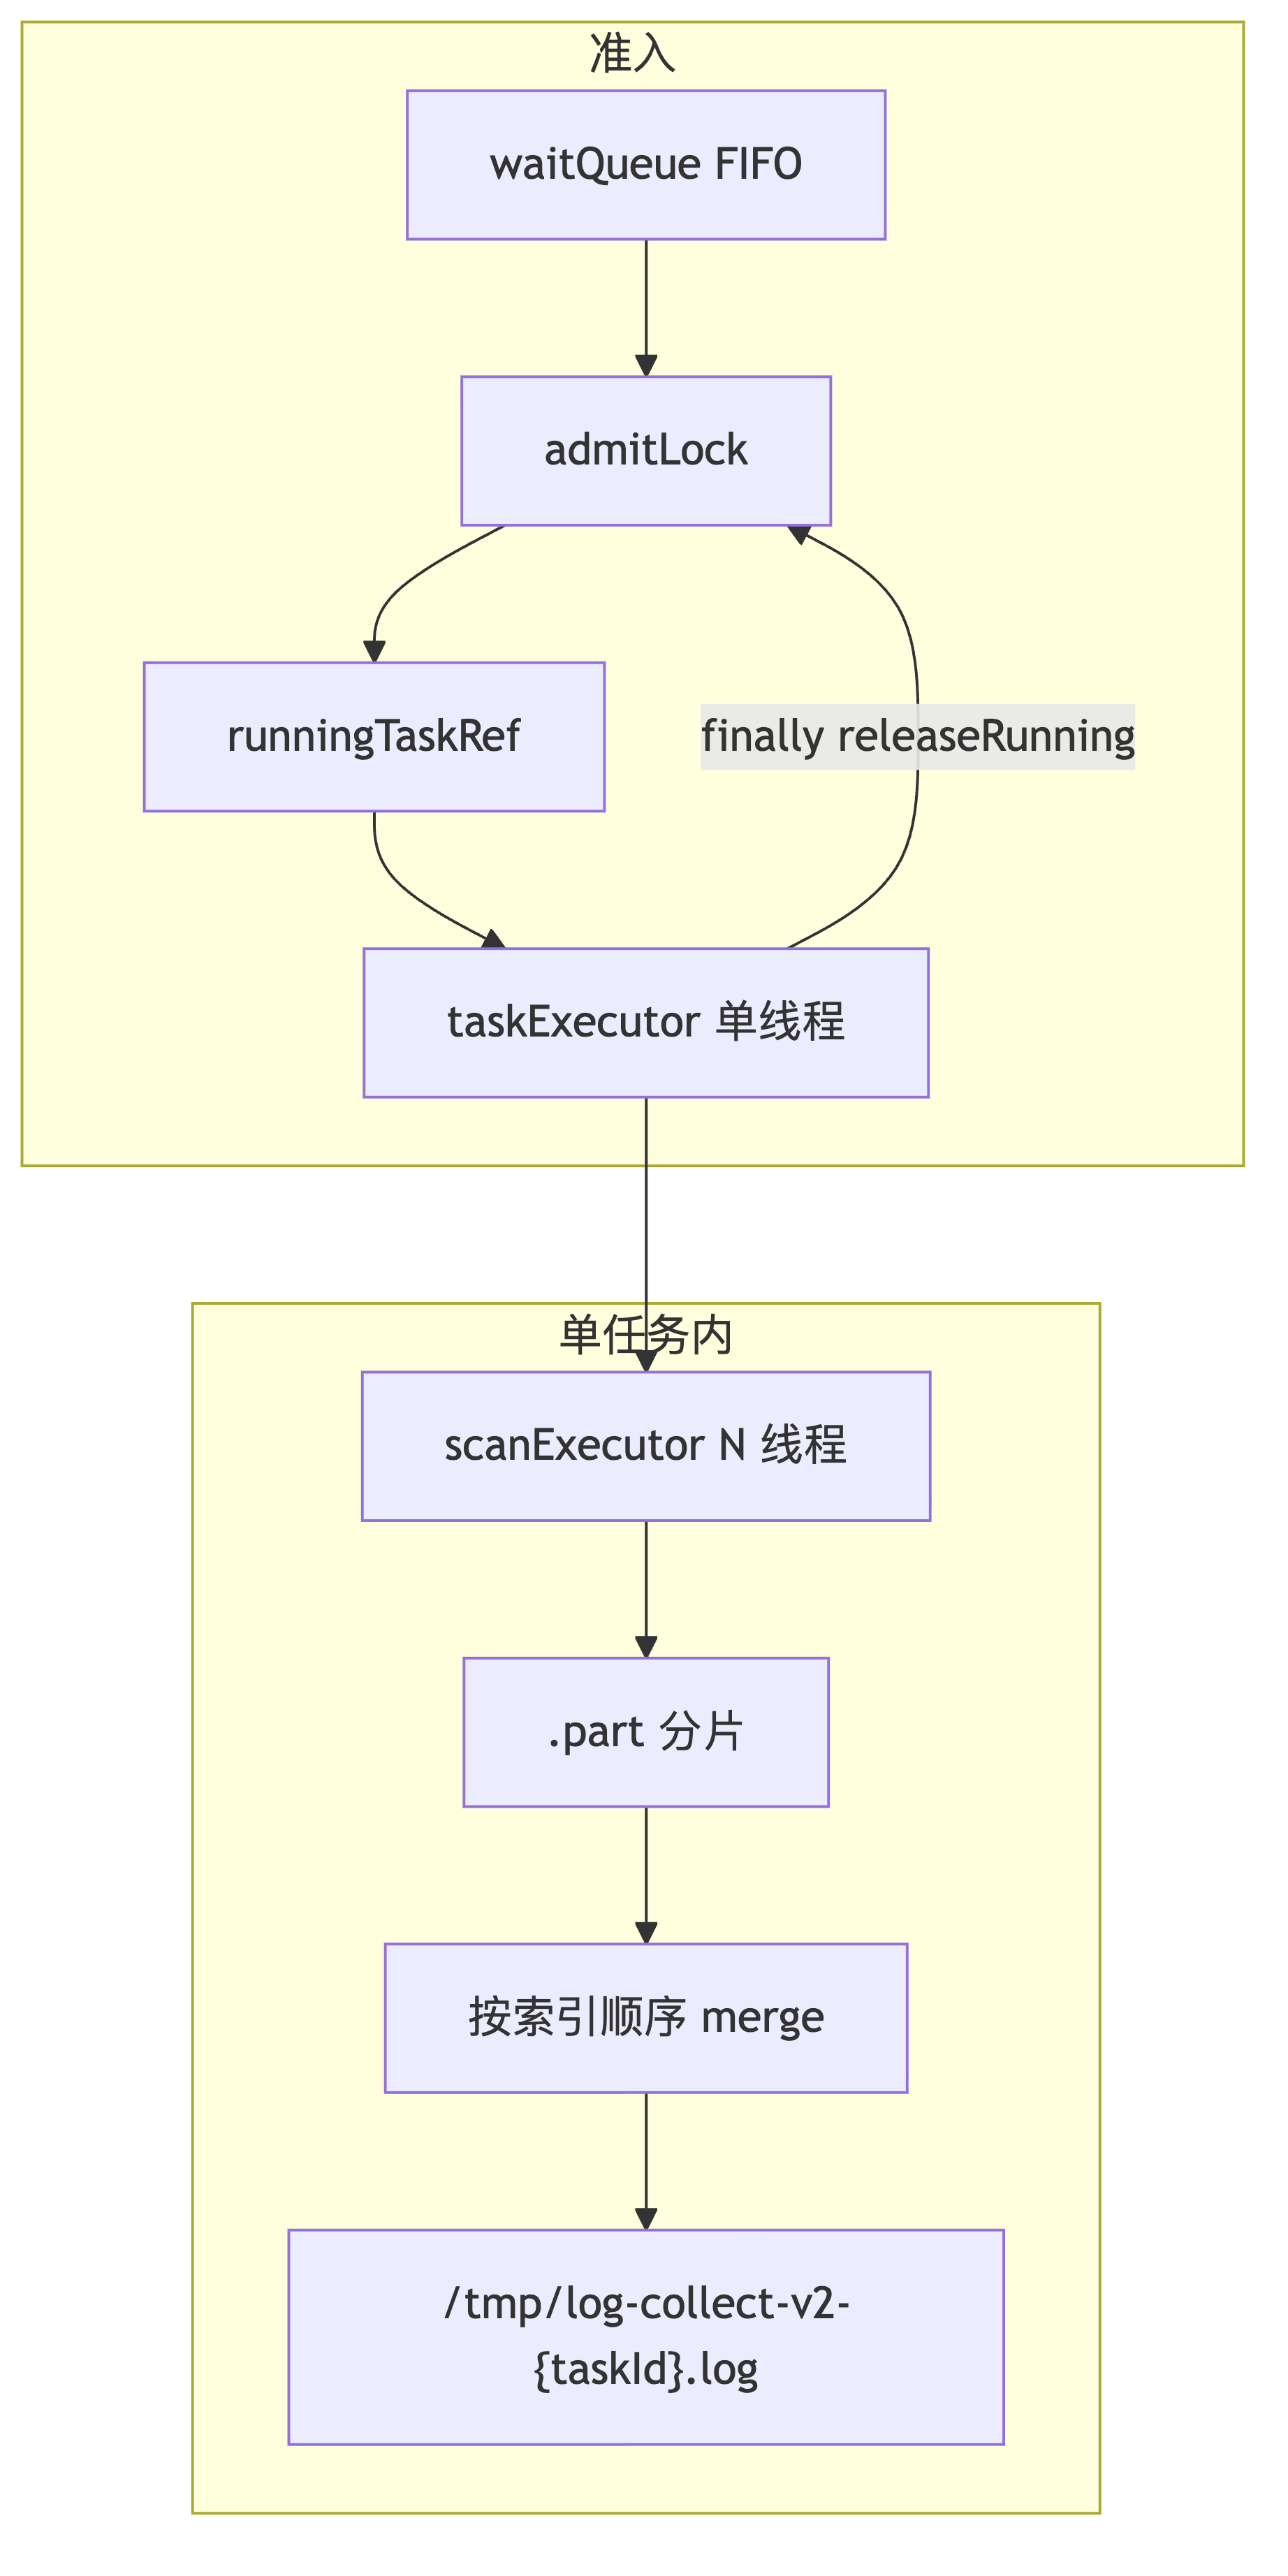 准入
waitQueue FIFO
admitLock
runningTaskRef
finally releaseRunning
taskExecutor 单线程
单任务内
scanExecutor N 线程
.part 分片
按索引顺序 merge
/tmp/log-collect-v2-
{taskId}.log